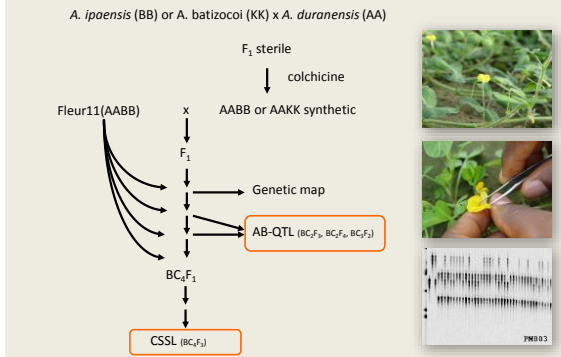 A. ipaensis (BB) or A. batizocoi (KK) x A. duranensis (AA)
F1 sterile
colchicine
Fleur11(AABB) x AABB or AAKK synthetic
F1
Genetic map
AB-QTL (BC2F3, BC2F4, BC3F2)
BC4F1
CSSL (BC4F3)
PM003